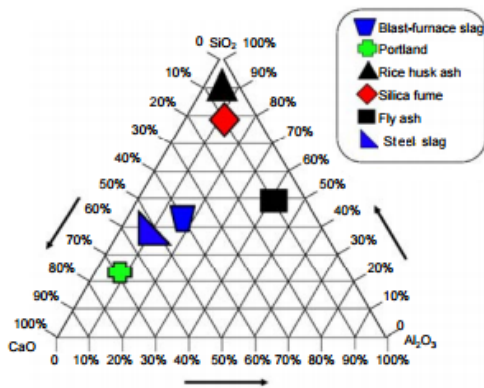 0 SiO₂ 100%
10% 90%
20% 80%
30% 70%
40% 60%
50% 50%
60% 40%
70% 30%
80% 20%
90% 10%
100% 0
CaO Al₂O₃
0 10% 20% 30% 40% 50% 60% 70% 80% 90% 100%
Blast-furnace slag
Portland
Rice husk ash
Silica fume
Fly ash
Steel slag